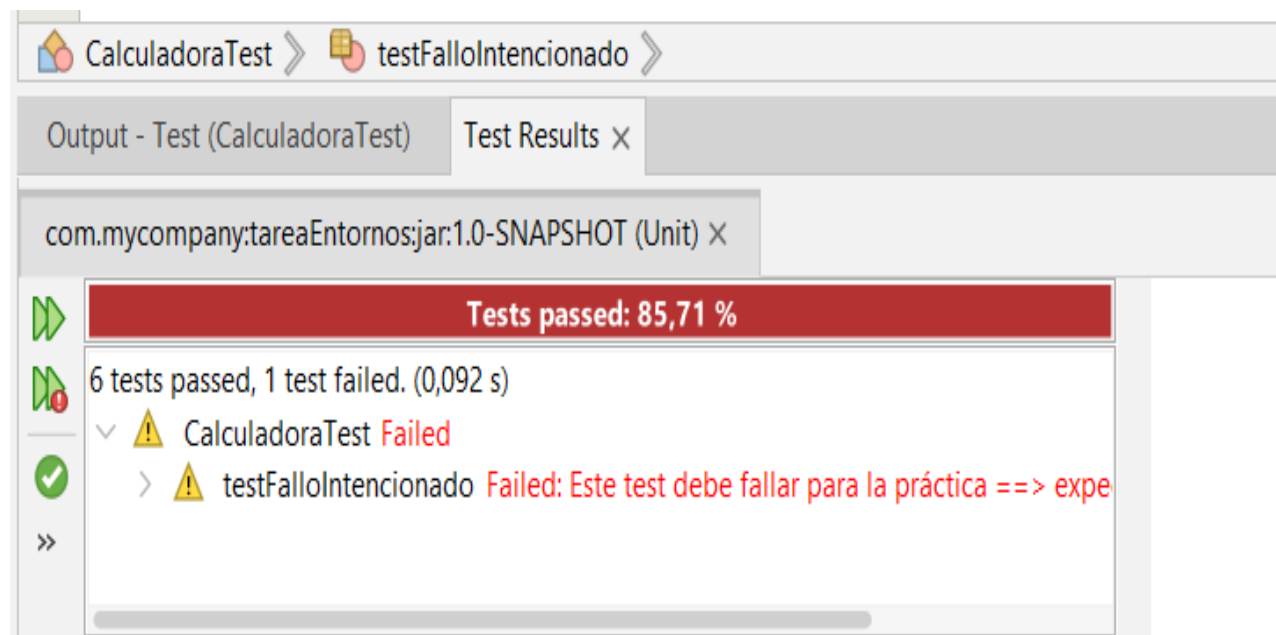 CalculadoraTest testFalloIntencionado
Output - Test (CalculadoraTest) Test Results
com.mycompany:tareaEntornos:jar:1.0-SNAPSHOT (Unit)
Tests passed: 85,71 %
6 tests passed, 1 test failed. (0,092 s)
CalculadoraTest Failed
testFalloIntencionado Failed: Este test debe fallar para la práctica ==> expe